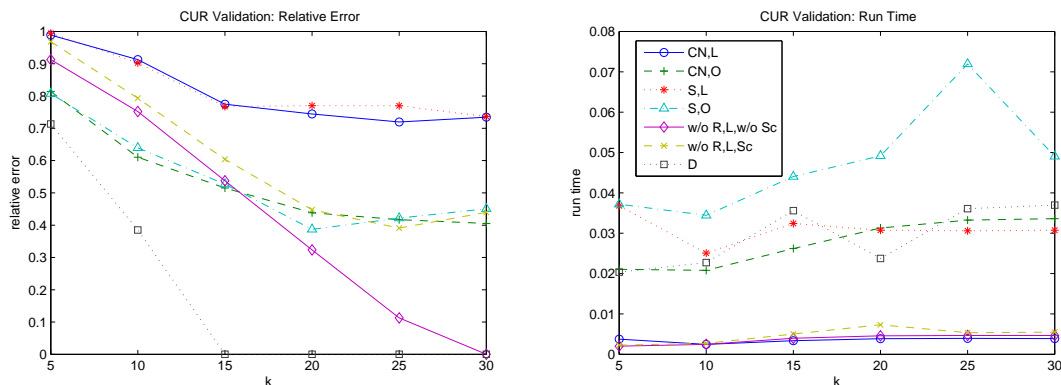 CUR Validation: Relative Error
1
0.9
0.8
0.7
0.6
0.5
0.4
0.3
0.2
0.1
0
relative error
5 10 15 20 25 30
k
CUR Validation: Run Time
0.08
0.07
0.06
0.05
0.04
0.03
0.02
0.01
0
run time
CN,L
CN,O
S,L
S,O
w/o R,L,w/o Sc
w/o R,L,Sc
D
5 10 15 20 25 30
k